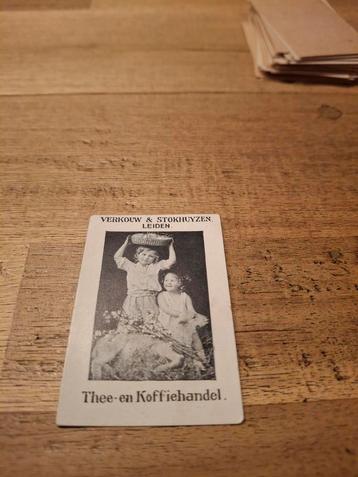 VERKOUW & STOKHUYZEN.
LEIDEN.
Thee- en Koffiehandel.